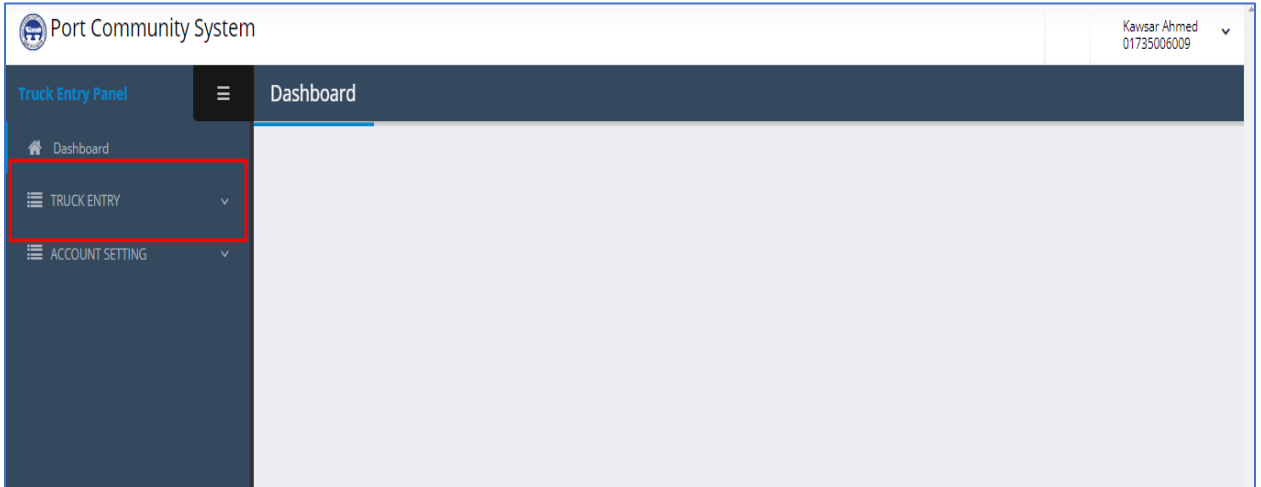 Port Community System
Kawsar Ahmed
01735006009
Truck Entry Panel
Dashboard
Dashboard
TRUCK ENTRY
ACCOUNT SETTING